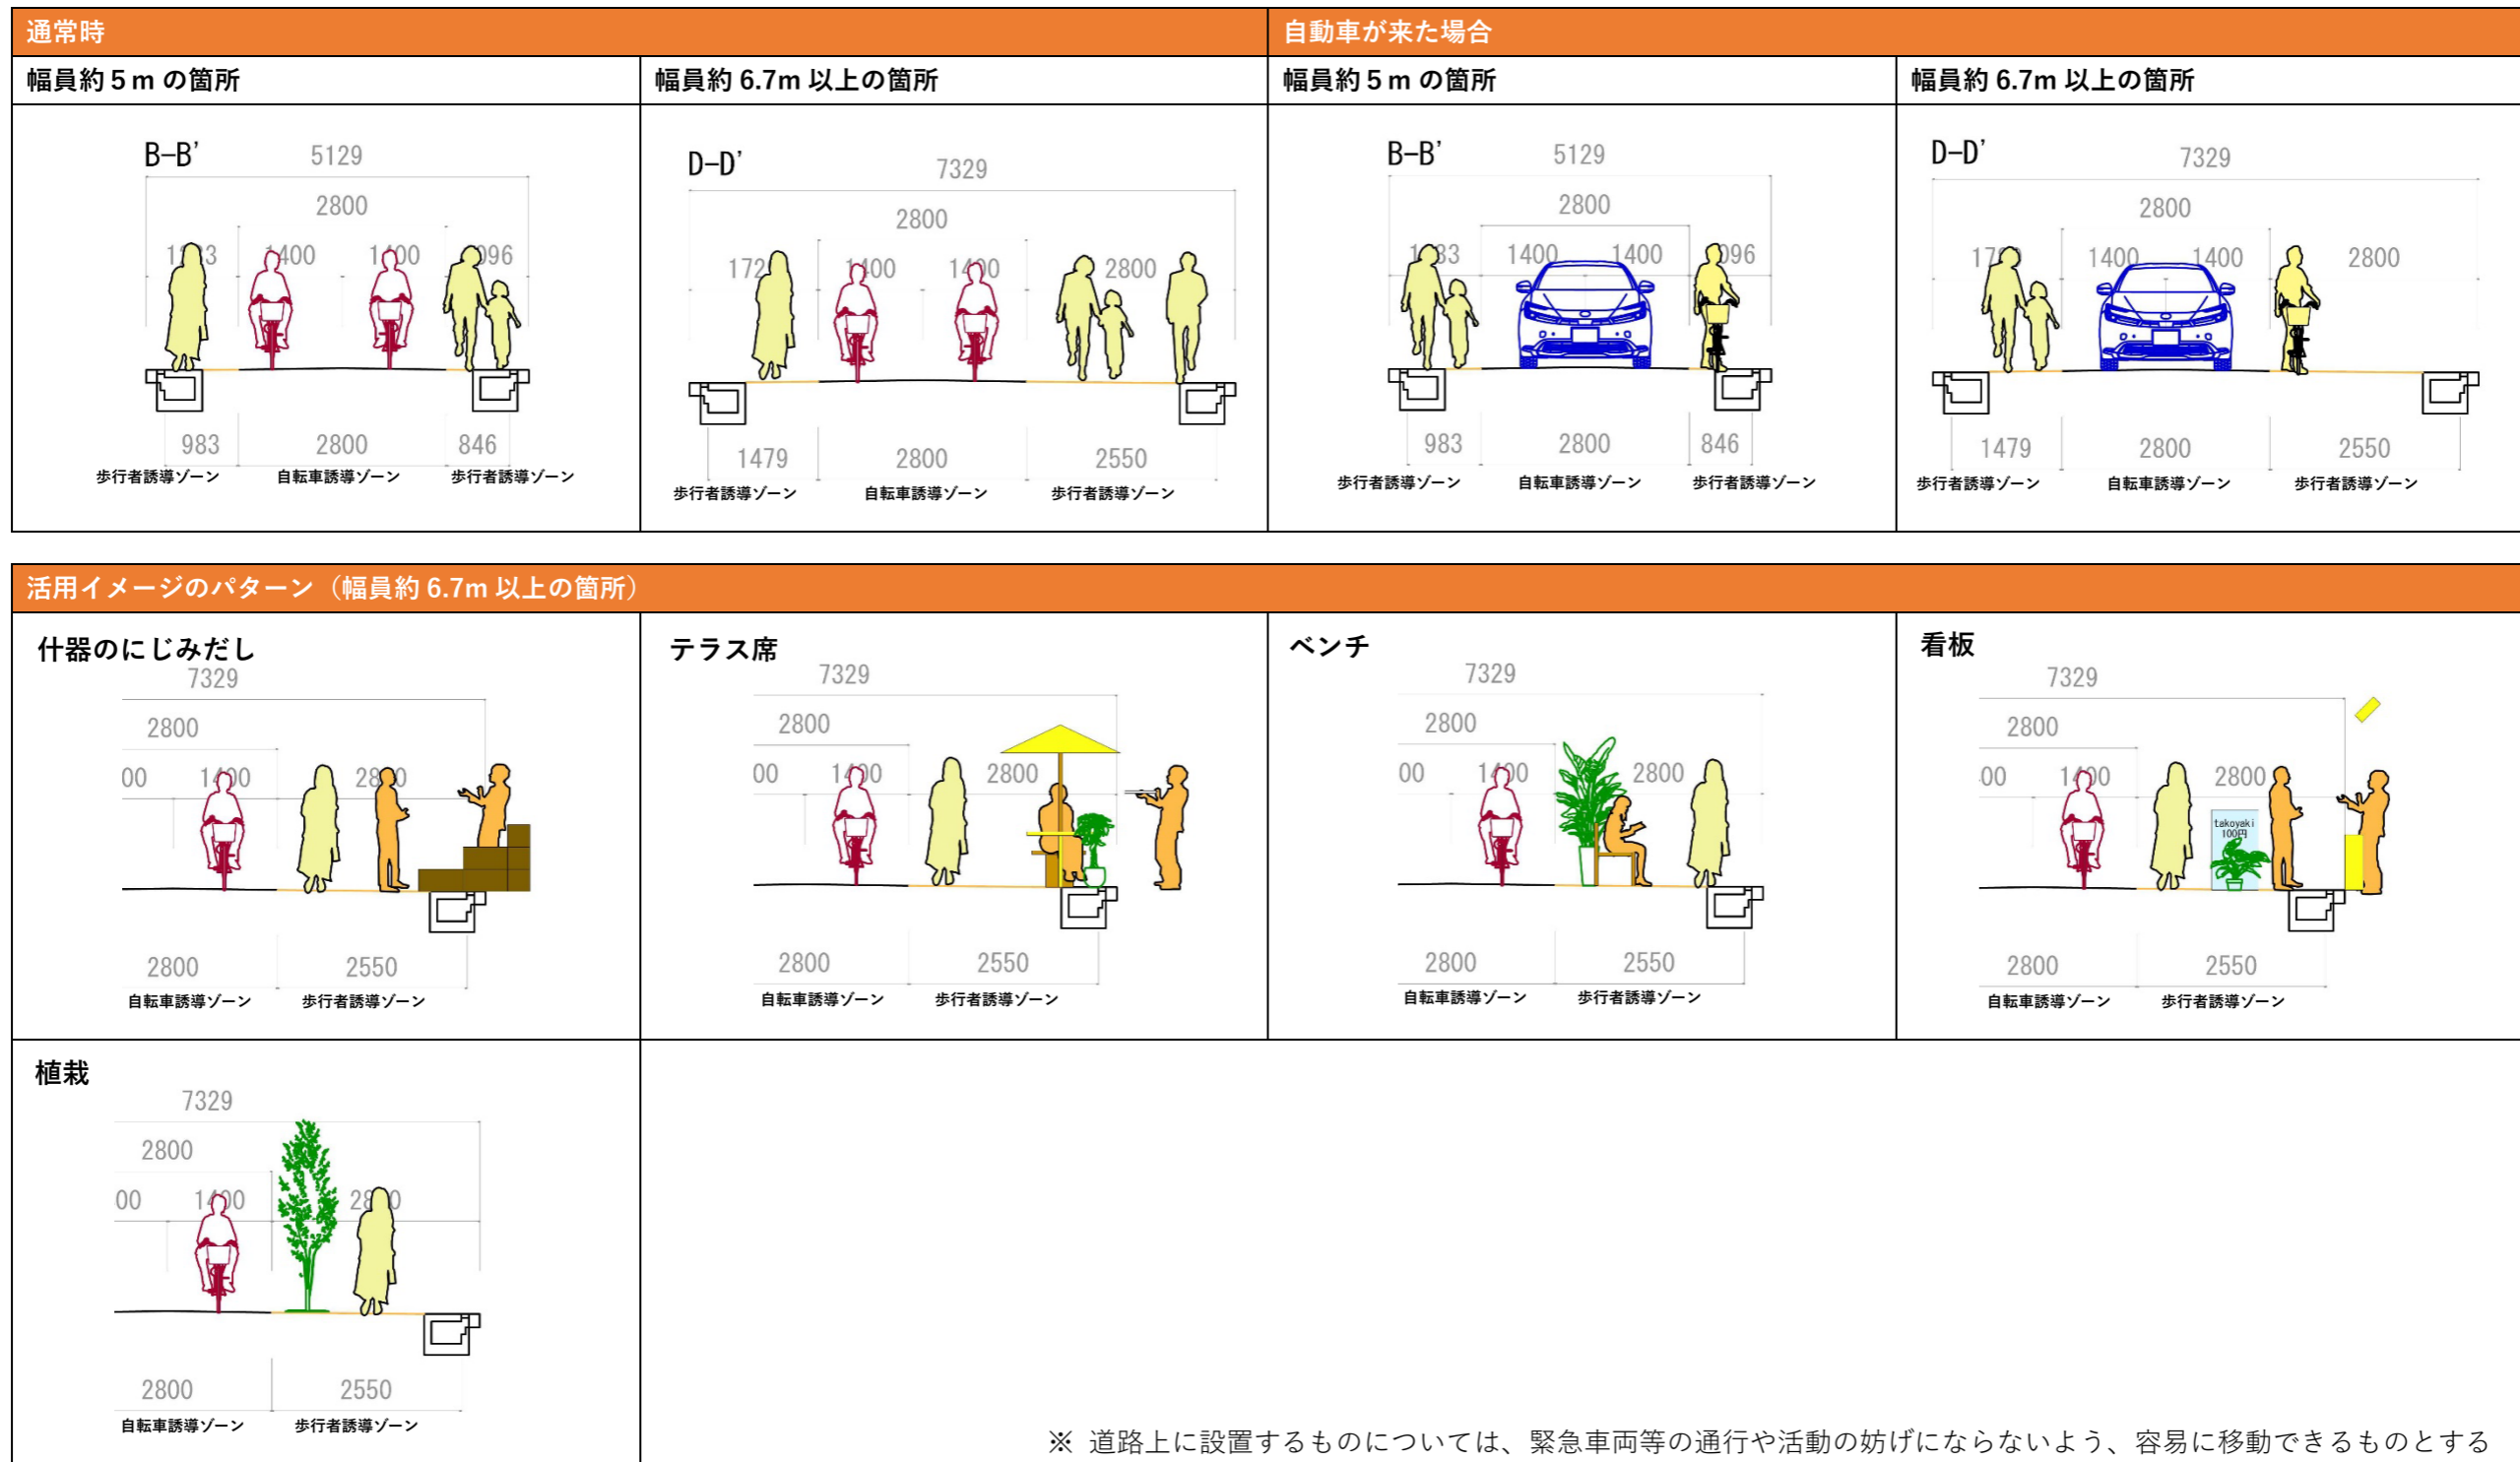 通常時
自動車が来た場合
幅員約5mの箇所
幅員約 6.7m 以上の箇所
幅員約5mの箇所
幅員約 6.7m 以上の箇所
B-B'
5129
2800
1400
983
2800
846
歩行者誘導ゾーン
自転車誘導ゾーン
歩行者誘導ゾーン
D-D'
7329
2800
1400
1400
2800
1479
2800
2550
歩行者誘導ゾーン
自転車誘導ゾーン
歩行者誘導ゾーン
B-B'
5129
2800
1400
1400
983
2800
846
歩行者誘導ゾーン
自転車誘導ゾーン
歩行者誘導ゾーン
D-D'
7329
2800
1400
1400
2800
1479
2800
2550
歩行者誘導ゾーン
自転車誘導ゾーン
歩行者誘導ゾーン
活用イメージのパターン（幅員約 6.7m 以上の箇所）
什器のにじみだし
7329
2800
00
1400
2800
2800
2550
自転車誘導ゾーン
歩行者誘導ゾーン
テラス席
7329
2800
00
1400
2800
2800
2550
自転車誘導ゾーン
歩行者誘導ゾーン
ベンチ
7329
2800
00
1400
2800
2800
2550
自転車誘導ゾーン
歩行者誘導ゾーン
看板
7329
2800
00
1400
2800
takoyaki
100円
2800
2550
自転車誘導ゾーン
歩行者誘導ゾーン
植栽
7329
2800
00
1400
2800
2800
2550
自転車誘導ゾーン
歩行者誘導ゾーン
※ 道路上に設置するものについては、緊急車両等の通行や活動の妨げにならないよう、容易に移動できるものとする